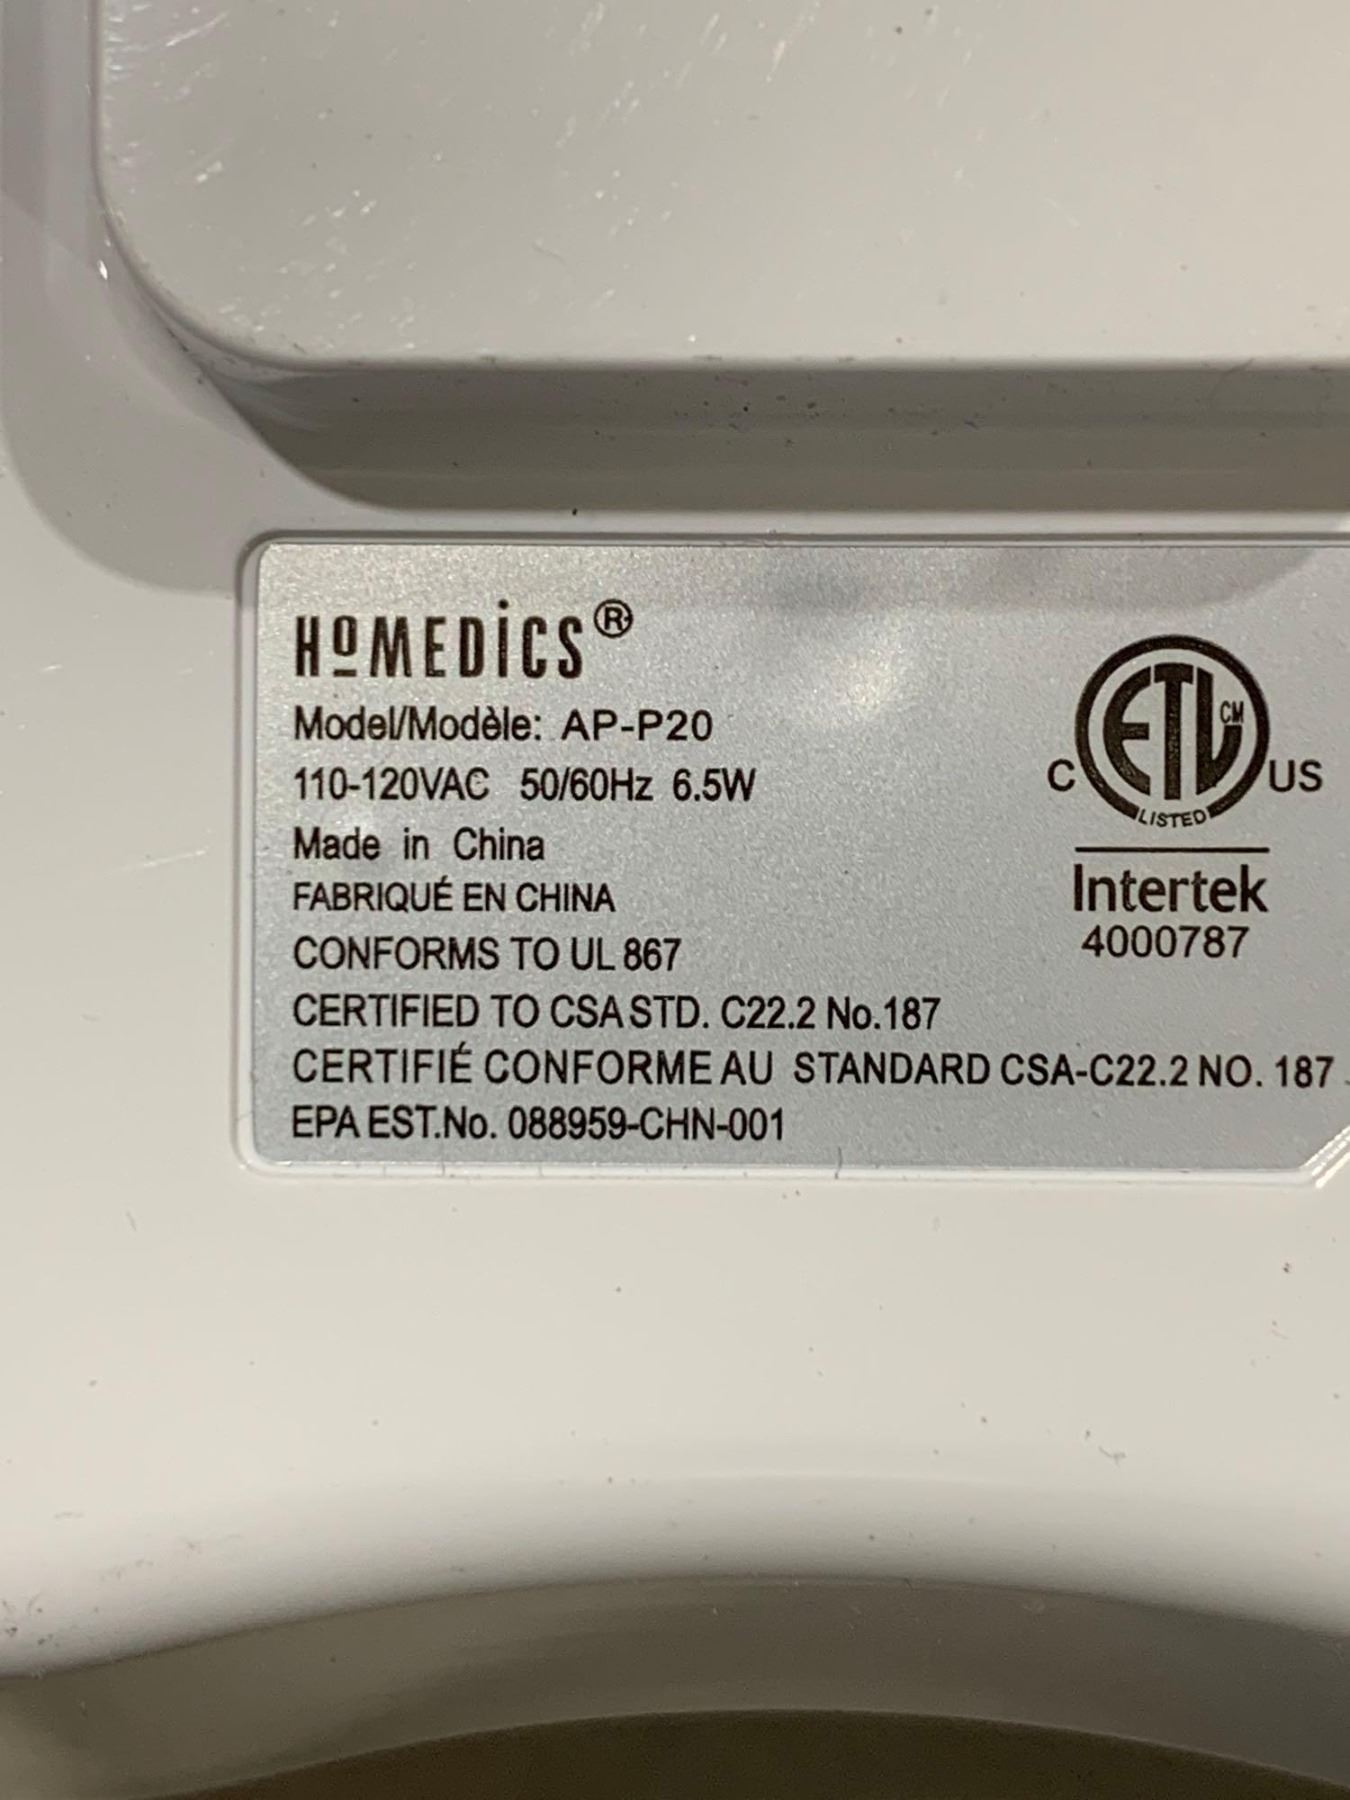 HoMEDiCS®
Model/Modèle: AP-P20
110-120VAC 50/60Hz 6.5W
Made in China
FABRIQUÉ EN CHINA
CONFORMS TO UL 867
CERTIFIED TO CSA STD. C22.2 No.187
CERTIFIÉ CONFORME AU STANDARD CSA-C22.2 NO. 187
EPA EST.No. 088959-CHN-001
ETL CM
C US
LISTED
Intertek
4000787